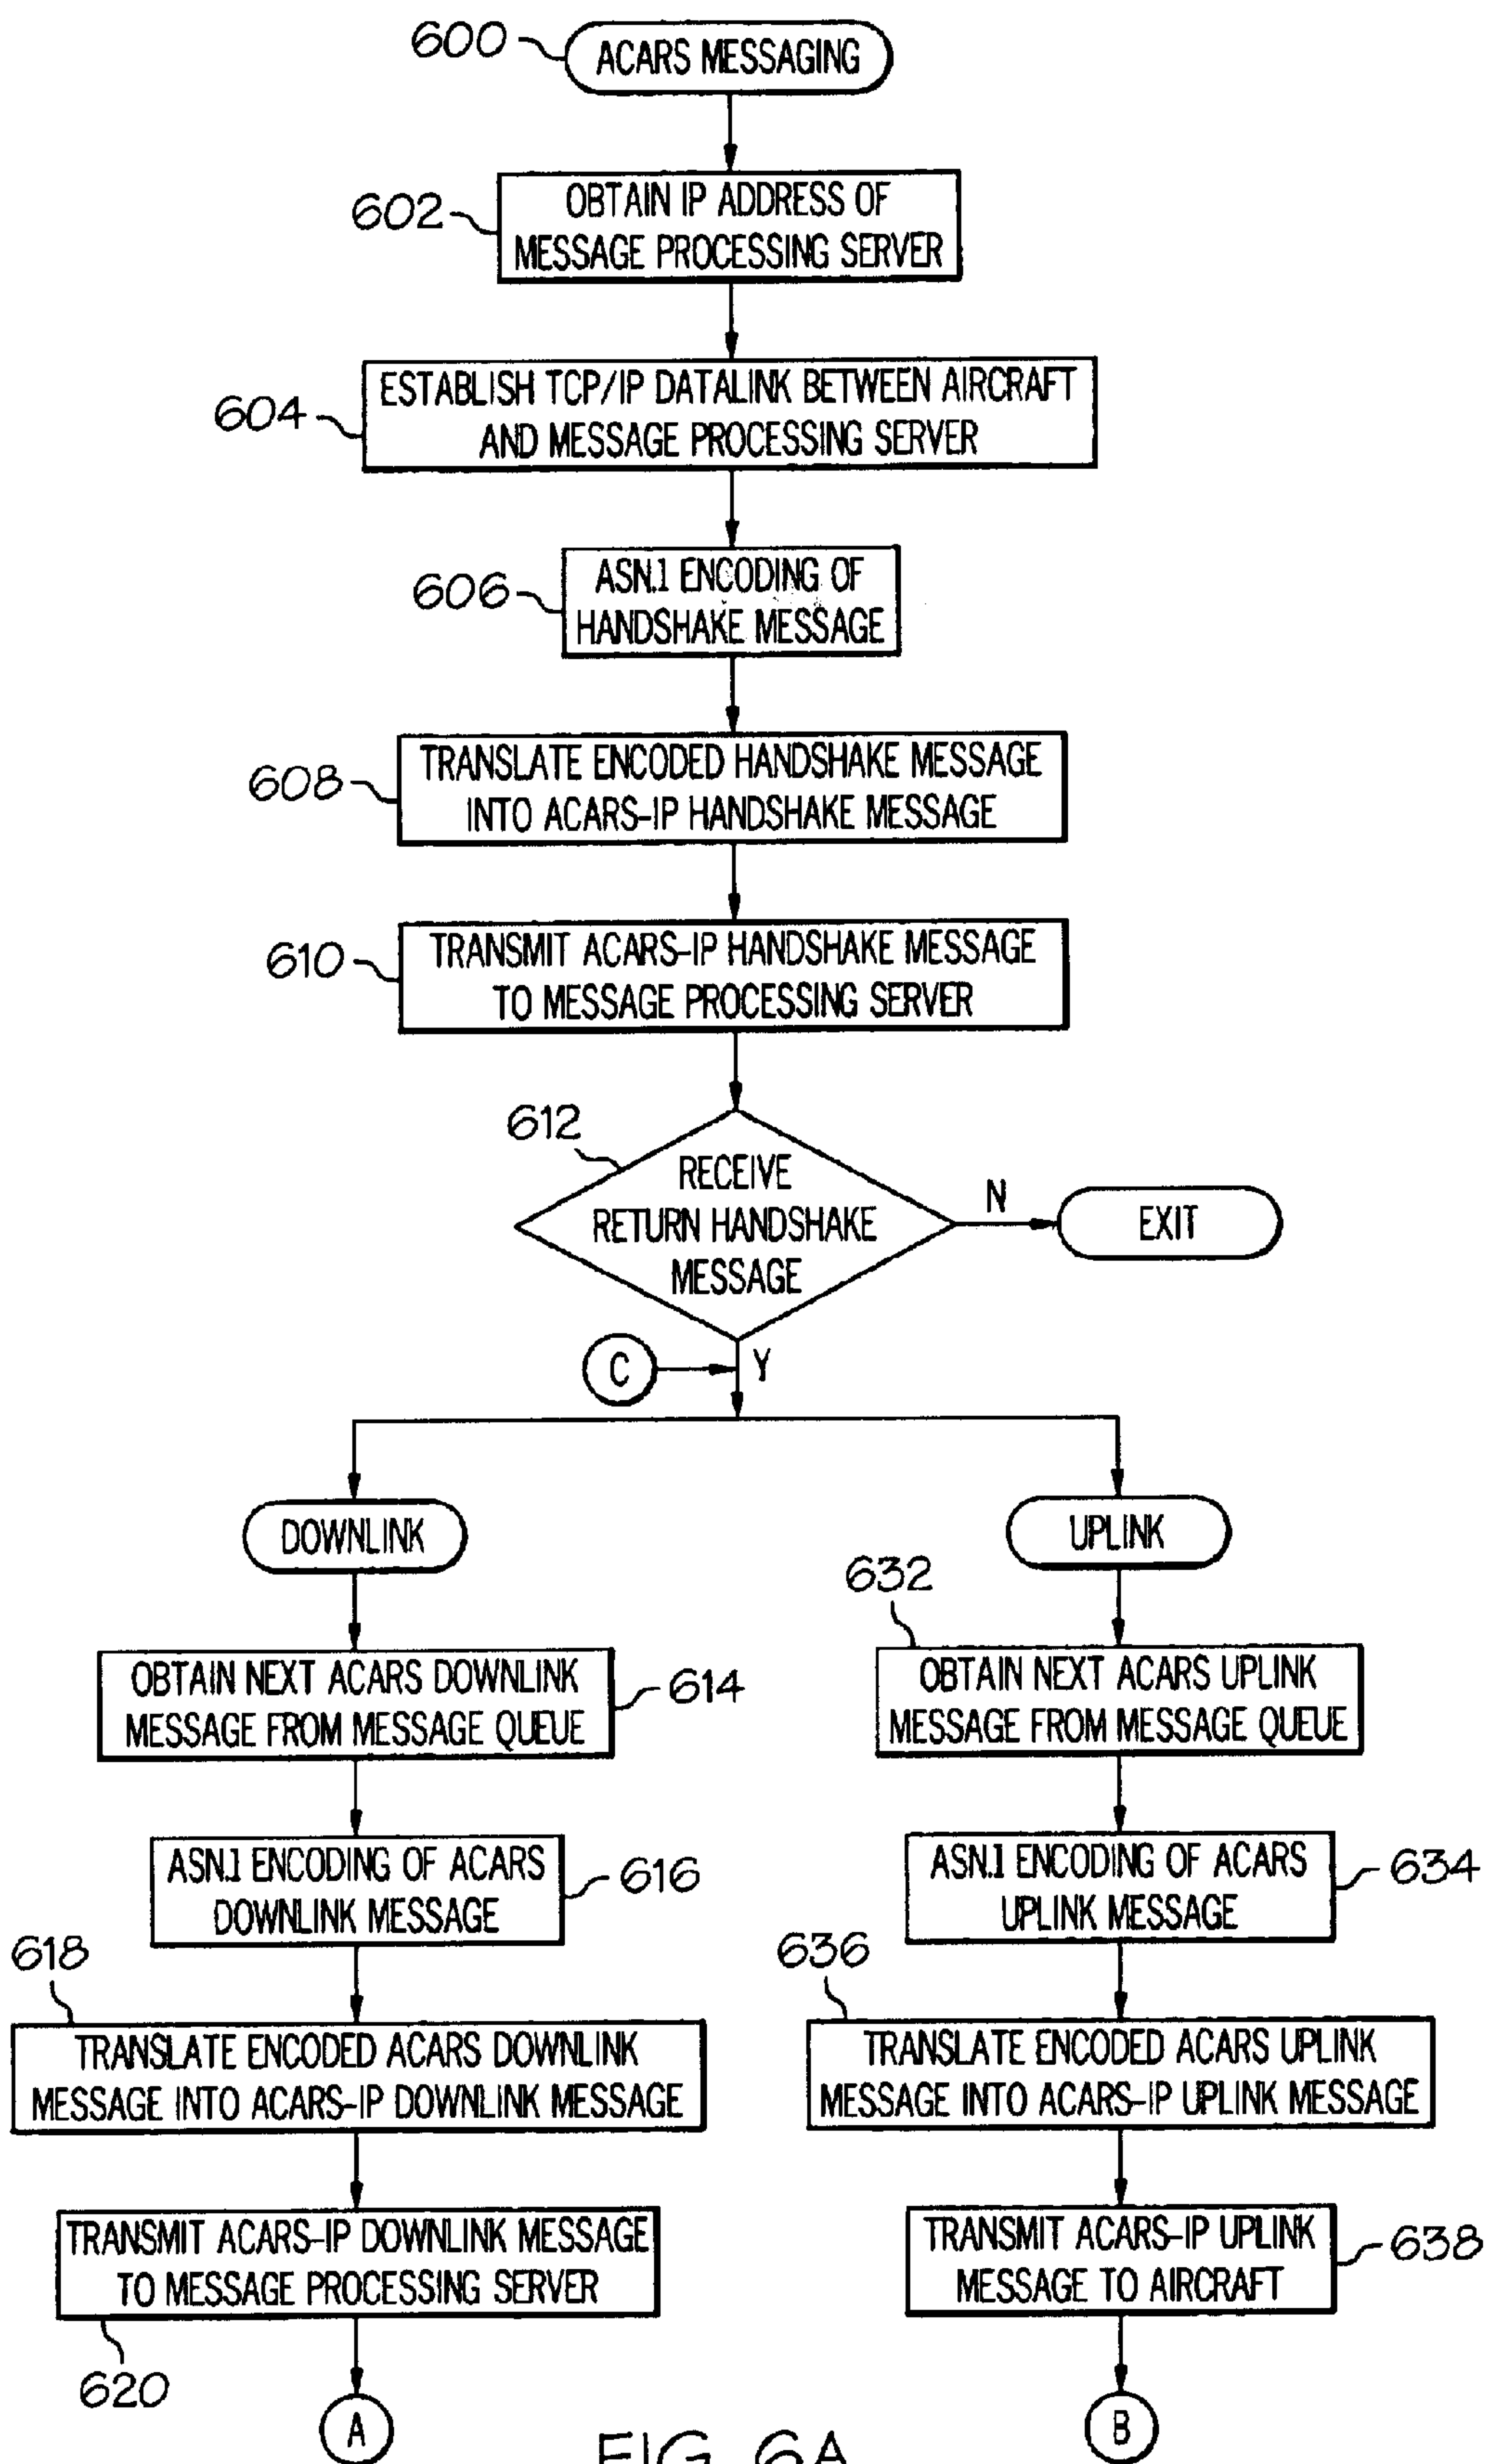 600
ACARS MESSAGING
602
OBTAIN IP ADDRESS OF
MESSAGE PROCESSING SERVER
604
ESTABLISH TCP/IP DATALINK BETWEEN AIRCRAFT
AND MESSAGE PROCESSING SERVER
606
ASN.1 ENCODING OF
HANDSHAKE MESSAGE
608
TRANSLATE ENCODED HANDSHAKE MESSAGE
INTO ACARS-IP HANDSHAKE MESSAGE
610
TRANSMIT ACARS-IP HANDSHAKE MESSAGE
TO MESSAGE PROCESSING SERVER
612
RECEIVE
RETURN HANDSHAKE
MESSAGE
N
EXIT
C
Y
DOWNLINK
OBTAIN NEXT ACARS DOWNLINK
MESSAGE FROM MESSAGE QUEUE
614
ASN.1 ENCODING OF ACARS
DOWNLINK MESSAGE
616
618
TRANSLATE ENCODED ACARS DOWNLINK
MESSAGE INTO ACARS-IP DOWNLINK MESSAGE
TRANSMIT ACARS-IP DOWNLINK MESSAGE
TO MESSAGE PROCESSING SERVER
620
A
UPLINK
632
OBTAIN NEXT ACARS UPLINK
MESSAGE FROM MESSAGE QUEUE
ASN.1 ENCODING OF ACARS
UPLINK MESSAGE
634
636
TRANSLATE ENCODED ACARS UPLINK
MESSAGE INTO ACARS-IP UPLINK MESSAGE
TRANSMIT ACARS-IP UPLINK
MESSAGE TO AIRCRAFT
638
B
FIG. 6A